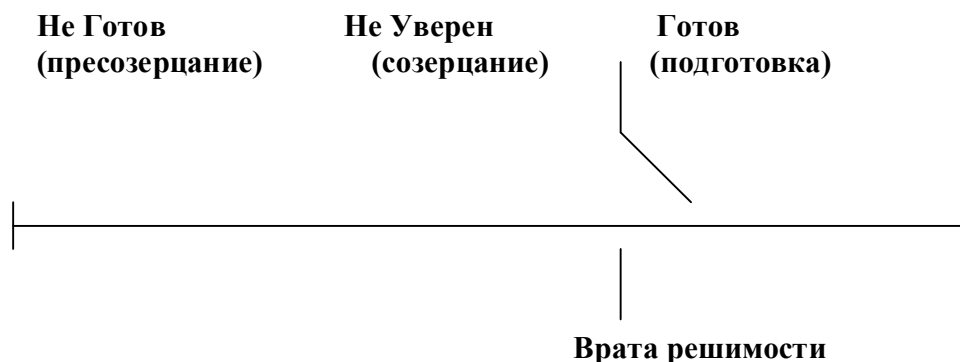 Не Готов Не Уверен Готов
(пресозерцание) (созерцание) (подготовка)
Врата решимости